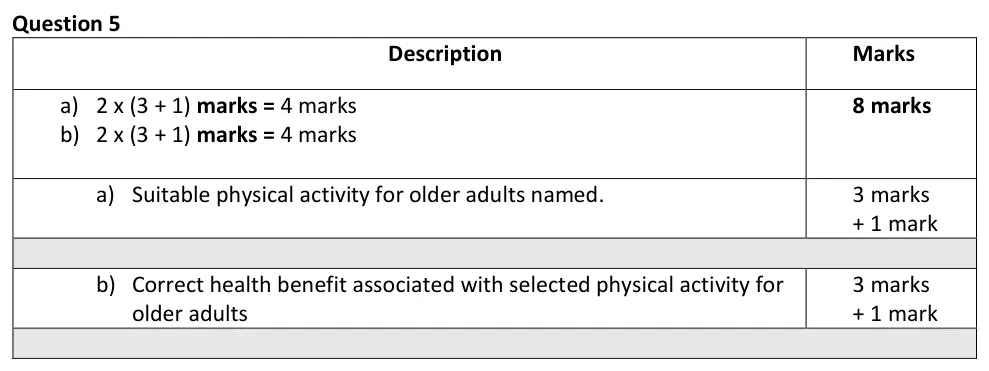 Question 5
Description
Marks
a) 2 x (3 + 1) marks = 4 marks
b) 2 x (3 + 1) marks = 4 marks
8 marks
a) Suitable physical activity for older adults named.
3 marks
+ 1 mark
b) Correct health benefit associated with selected physical activity for
older adults
3 marks
+ 1 mark